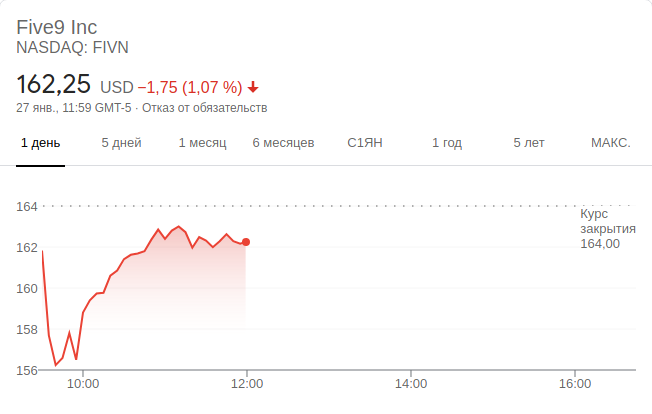 Five9 Inc
NASDAQ: FIVN
162,25 USD −1,75 (1,07 %)
27 янв., 11:59 GMT-5 · Отказ от обязательств
1 день 5 дней 1 месяц 6 месяцев С1ЯН 1 год 5 лет МАКС.
164
Курс
закрытия
164,00
162
160
158
156
10:00 12:00 14:00 16:00